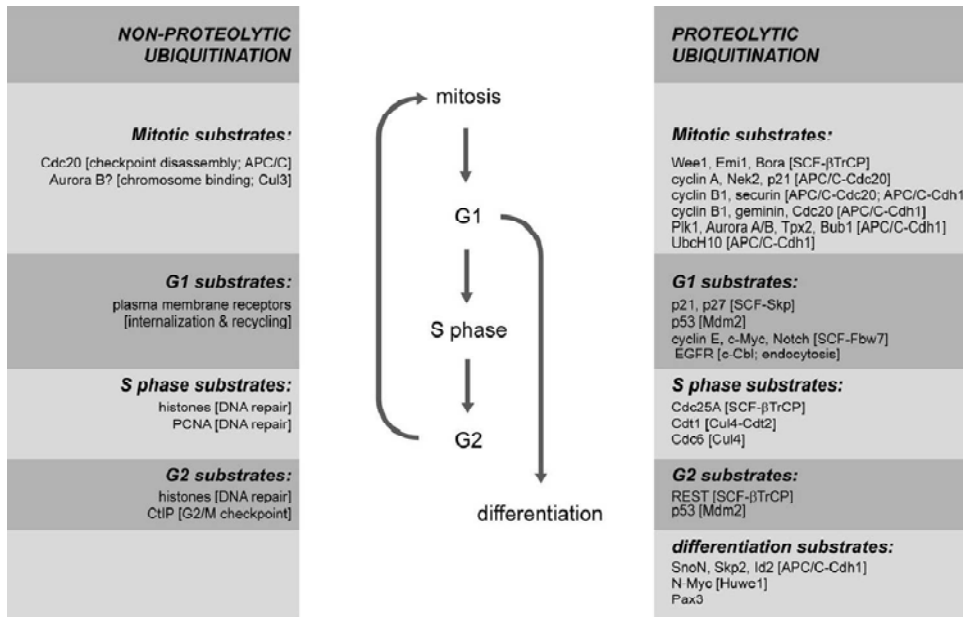 NON-PROTEOLYTIC
UBIQUITINATION
Mitotic substrates:
Cdc20 [checkpoint disassembly; APC/C]
Aurora B? [chromosome binding; Cul3]
G1 substrates:
plasma membrane receptors
[internalization & recycling]
S phase substrates:
histones [DNA repair]
PCNA [DNA repair]
G2 substrates:
histones [DNA repair]
CtIP [G2/M checkpoint]
mitosis
G1
S phase
G2
differentiation
PROTEOLYTIC
UBIQUITINATION
Mitotic substrates:
Wee1, Emi1, Bora [SCF-βTrCP]
cyclin A, Nek2, p21 [APC/C-Cdc20]
cyclin B1, securin [APC/C-Cdc20; APC/C-Cdh1
cyclin B1, geminin, Cdc20 [APC/C-Cdh1]
Plk1, Aurora A/B, Tpx2, Bub1 [APC/C-Cdh1]
UbcH10 [APC/C-Cdh1]
G1 substrates:
p21, p27 [SCF-Skp]
p53 [Mdm2]
cyclin E, c-Myc, Notch [SCF-Fbw7]
EGFR [c-Cbl; endocytosis]
S phase substrates:
Cdc25A [SCF-βTrCP]
Cdt1 [Cul4-Cdt2]
Cdc6 [Cul4]
G2 substrates:
REST [SCF-βTrCP]
p53 [Mdm2]
differentiation substrates:
SnoN, Skp2, Id2 [APC/C-Cdh1]
N-Myc [Huwe1]
Pax3